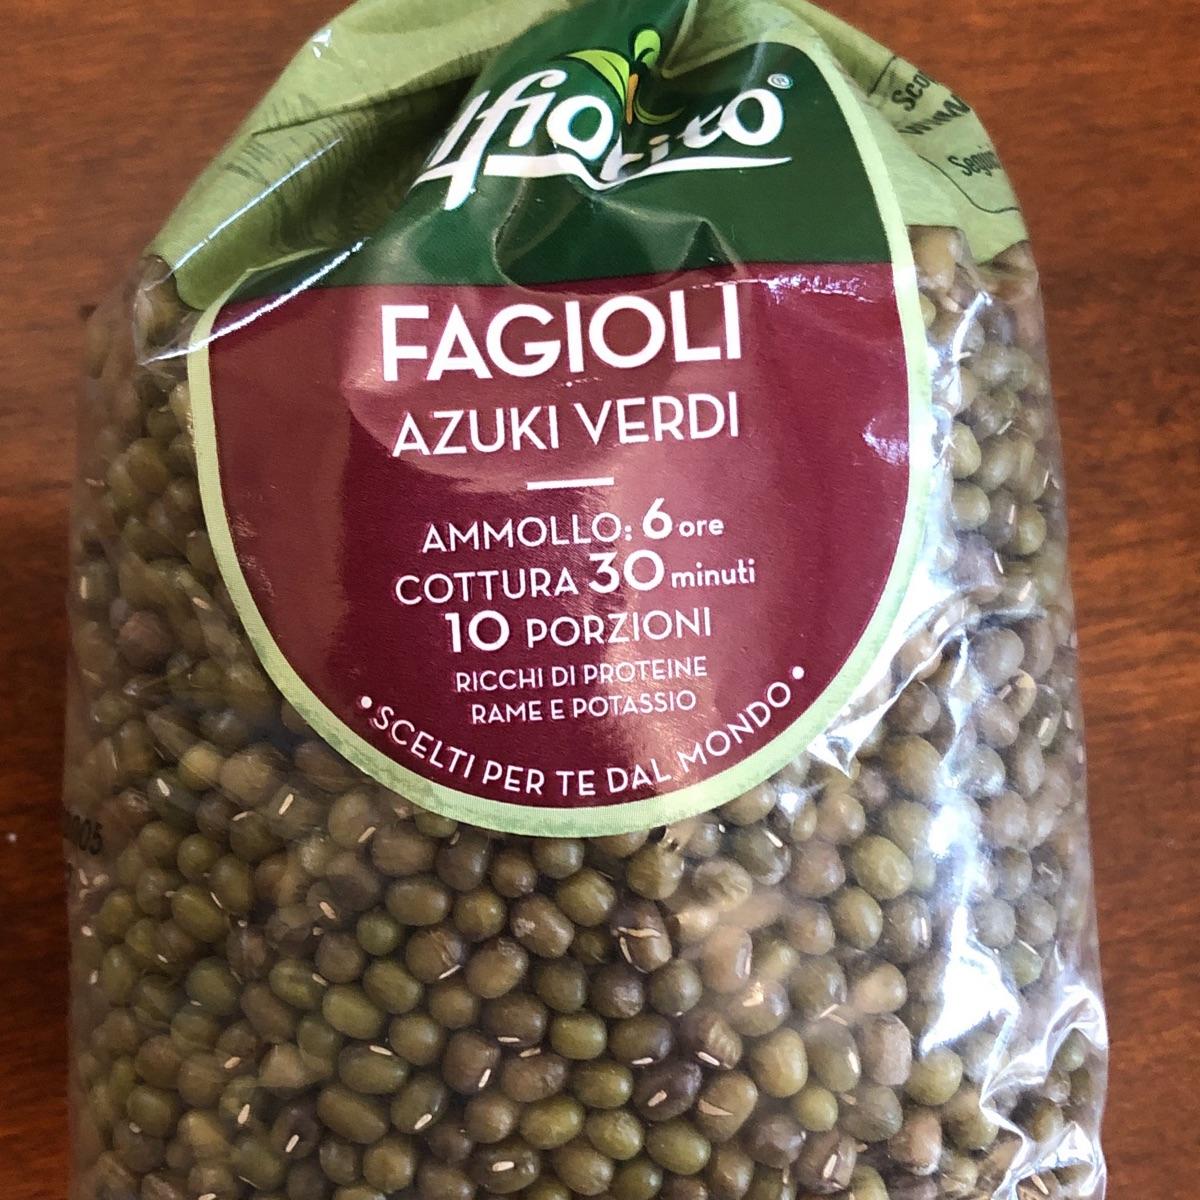 lfiorito®
FAGIOLI
AZUKI VERDI
AMMOLLO: 6 ore
COTTURA 30 minuti
10 PORZIONI
RICCHI DI PROTEINE
RAME E POTASSIO
• SCELTI PER TE DAL MONDO •